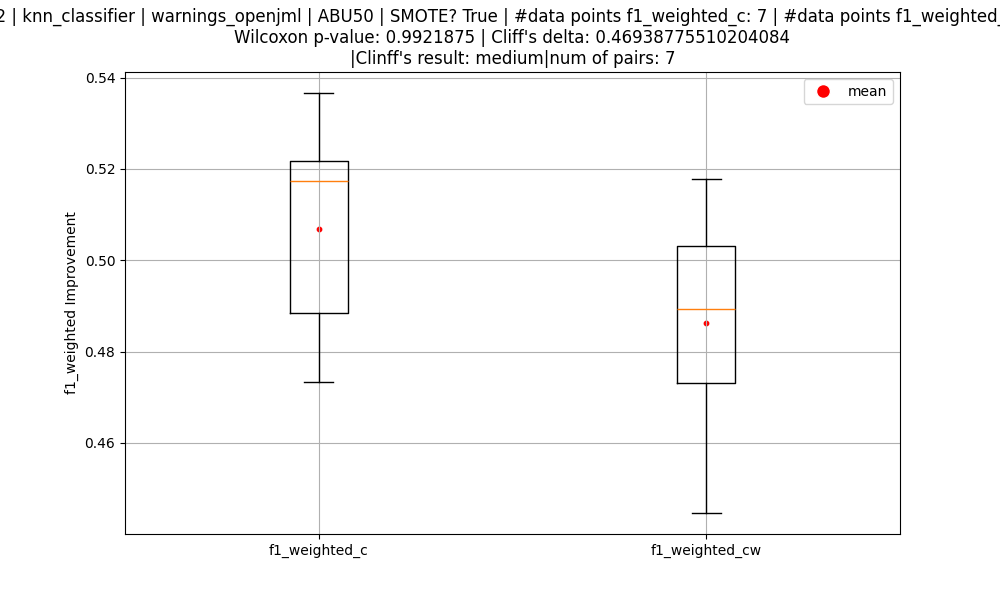 2 | knn_classifier | warnings_openjml | ABU50 | SMOTE? True | #data points f1_weighted_c: 7 | #data points f1_weighted_
Wilcoxon p-value: 0.9921875 | Cliff's delta: 0.46938775510204084
|Clinff's result: medium|num of pairs: 7
mean
0.54
0.52
0.50
0.48
0.46
f1_weighted Improvement
f1_weighted_c
f1_weighted_cw